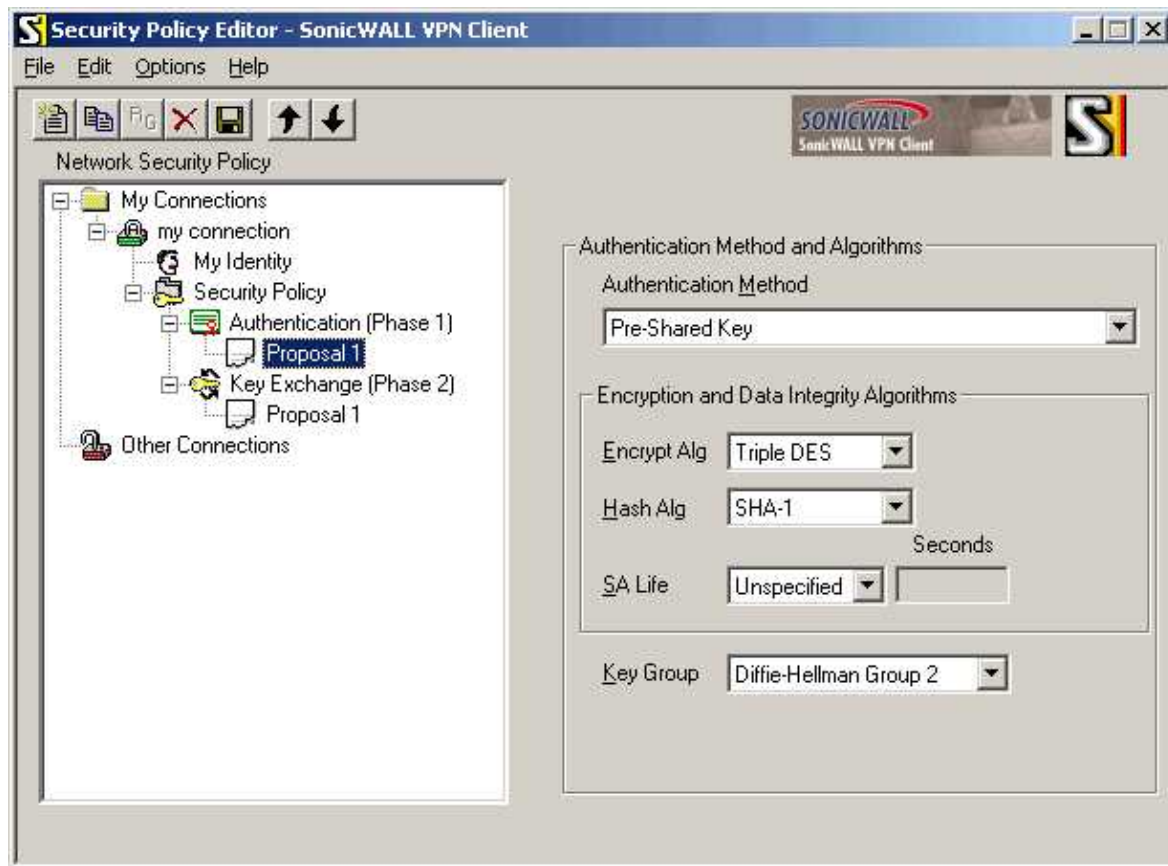 Security Policy Editor - SonicWALL VPN Client
File Edit Options Help
SONICWALL
SonicWALL VPN Client
Network Security Policy
My Connections
my connection
My Identity
Security Policy
Authentication (Phase 1)
Proposal 1
Key Exchange (Phase 2)
Proposal 1
Other Connections
Authentication Method and Algorithms
Authentication Method
Pre-Shared Key
Encryption and Data Integrity Algorithms
Encrypt Alg Triple DES
Hash Alg SHA-1
Seconds
SA Life Unspecified
Key Group Diffie-Hellman Group 2